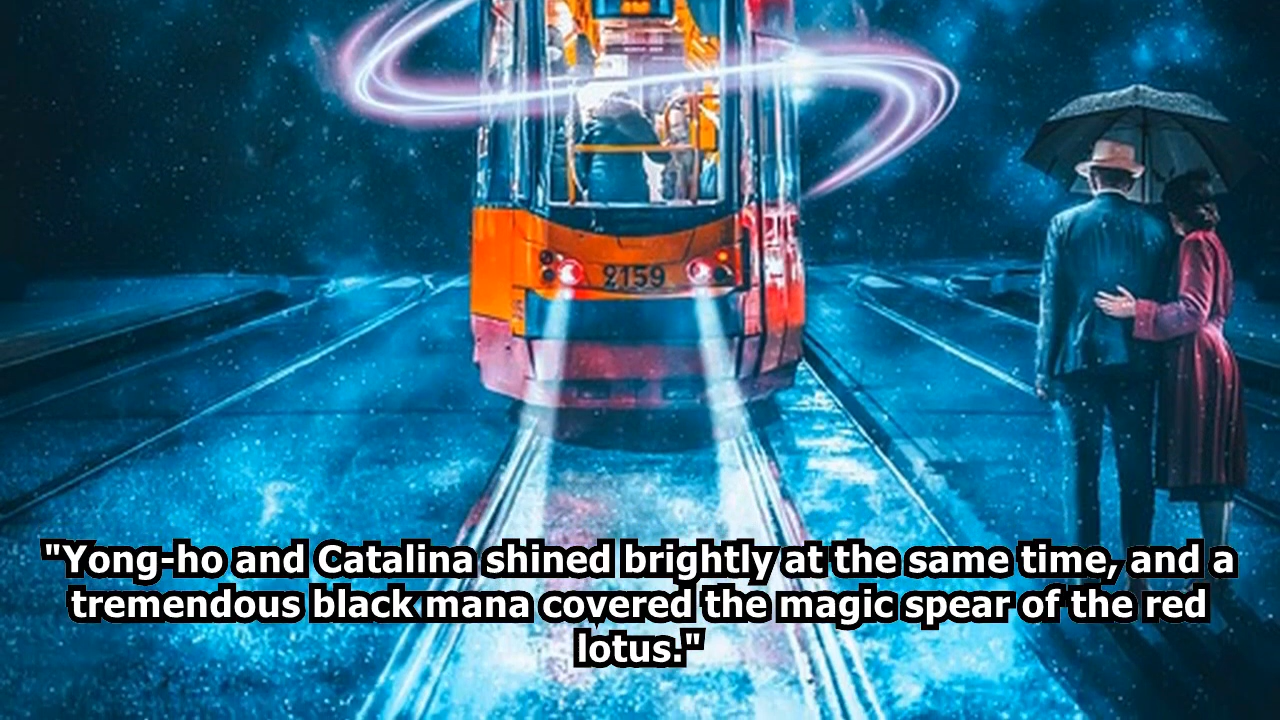 2159
"Yong-ho and Catalina shined brightly at the same time, and a
tremendous black mana covered the magic spear of the red
lotus."